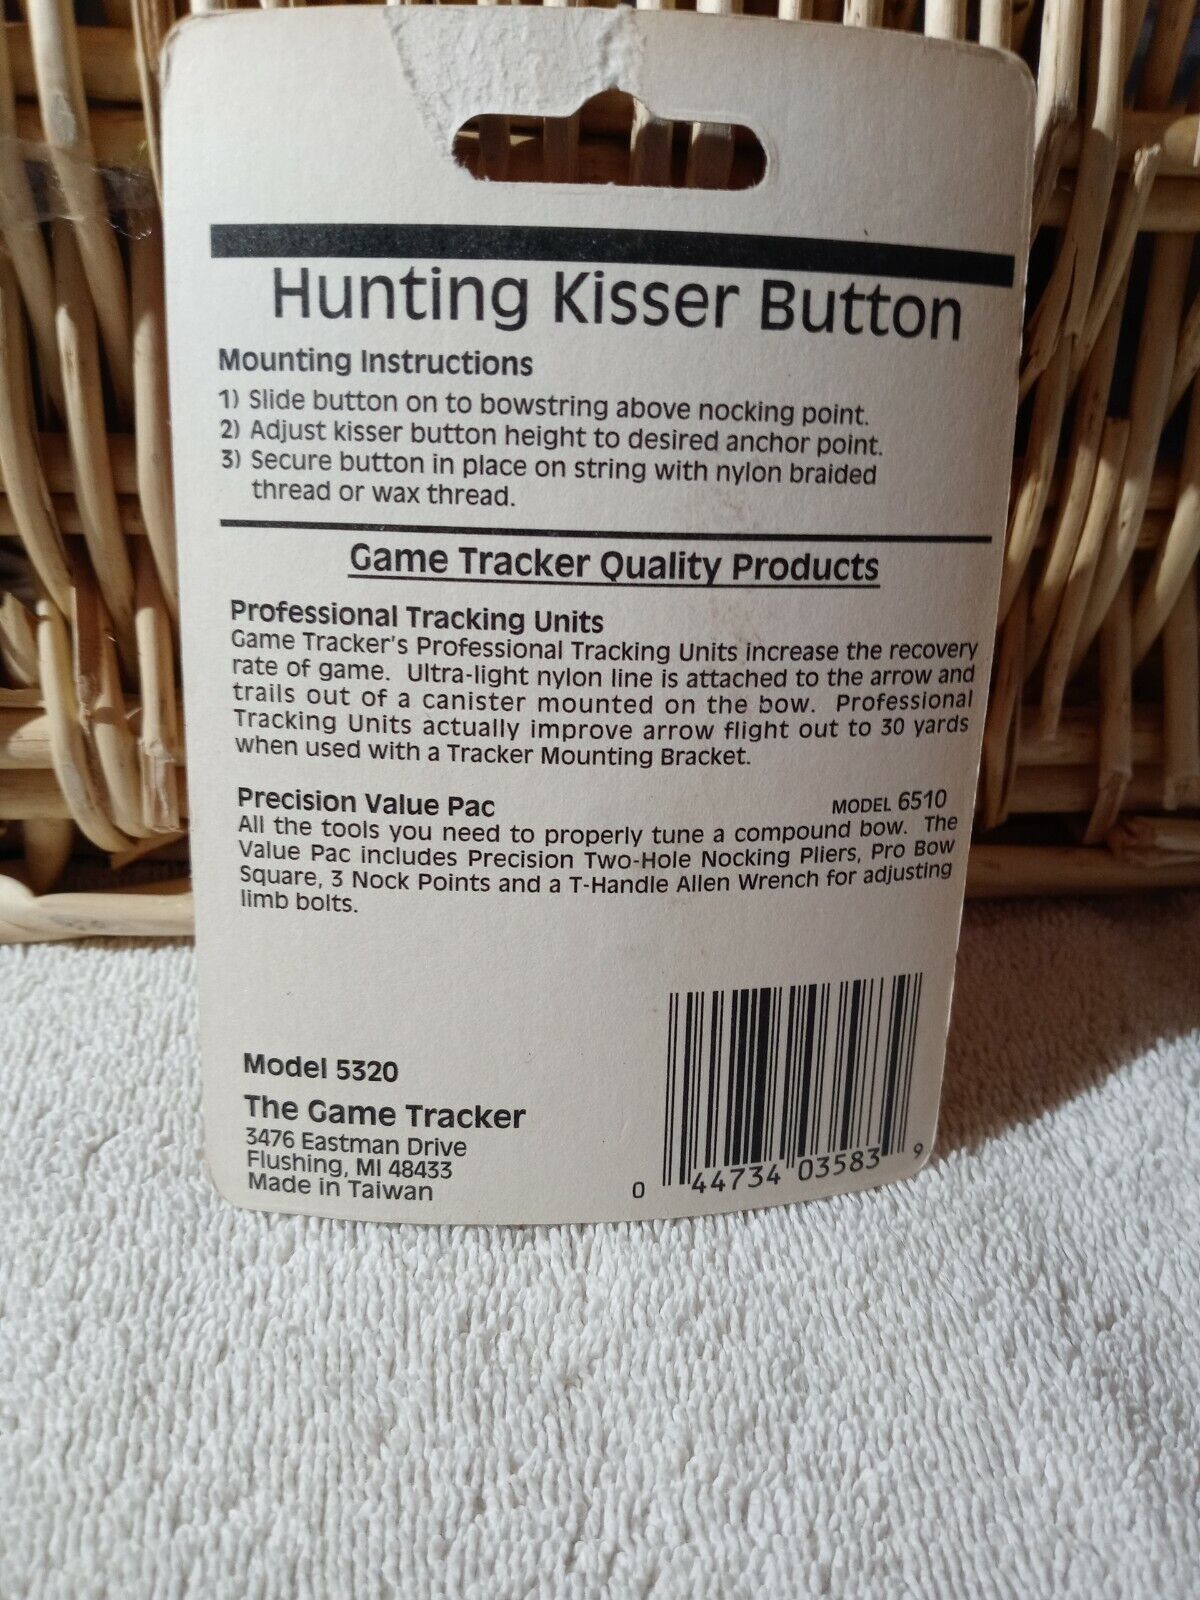 Hunting Kisser Button
Mounting Instructions
1) Slide button on to bowstring above nocking point.
2) Adjust kisser button height to desired anchor point.
3) Secure button in place on string with nylon braided
thread or wax thread.
Game Tracker Quality Products
Professional Tracking Units
Game Tracker's Professional Tracking Units increase the recovery
rate of game. Ultra-light nylon line is attached to the arrow and
trails out of a canister mounted on the bow. Professional
Tracking Units actually improve arrow flight out to 30 yards
when used with a Tracker Mounting Bracket.
Precision Value Pac MODEL 6510
All the tools you need to properly tune a compound bow. The
Value Pac includes Precision Two-Hole Nocking Pliers, Pro Bow
Square, 3 Nock Points and a T-Handle Allen Wrench for adjusting
limb bolts.
Model 5320
The Game Tracker
3476 Eastman Drive
Flushing, MI 48433
Made in Taiwan
0 44734 03583 9